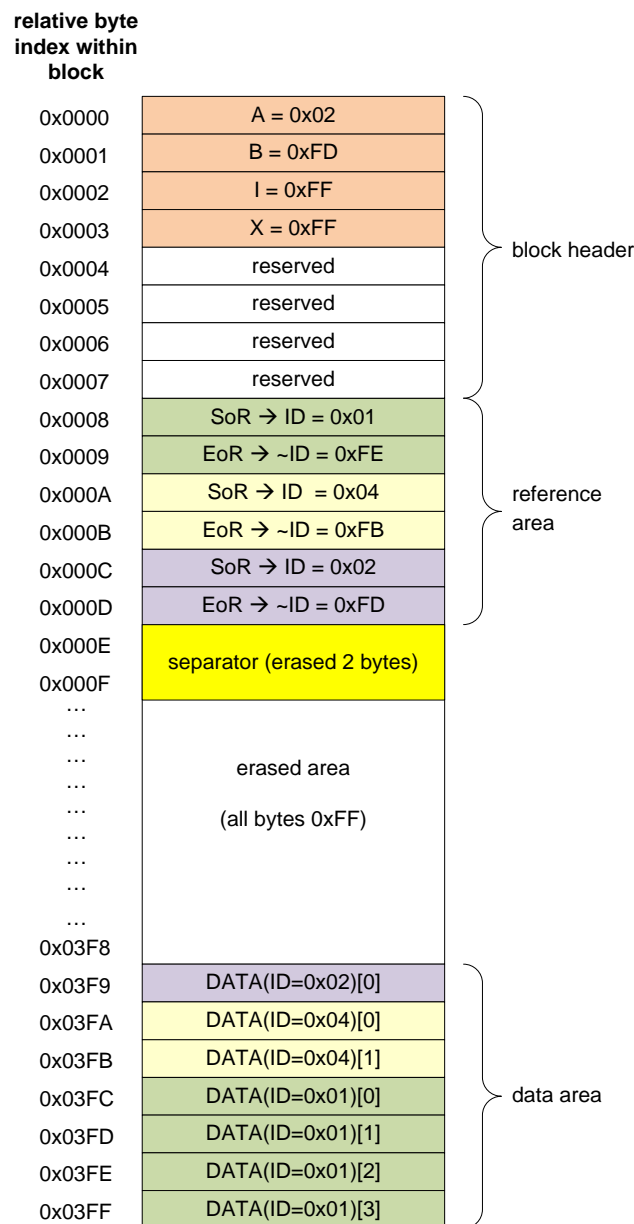 relative byte
index within
block
0x0000 A = 0x02
0x0001 B = 0xFD
0x0002 I = 0xFF
0x0003 X = 0xFF
block header
0x0004 reserved
0x0005 reserved
0x0006 reserved
0x0007 reserved
0x0008 SoR → ID = 0x01
0x0009 EoR → ~ID = 0xFE
0x000A SoR → ID = 0x04
reference
area
0x000B EoR → ~ID = 0xFB
0x000C SoR → ID = 0x02
0x000D EoR → ~ID = 0xFD
0x000E
separator (erased 2 bytes)
0x000F
…
…
…
erased area
…
…
(all bytes 0xFF)
…
…
…
…
0x03F8
0x03F9 DATA(ID=0x02)[0]
0x03FA DATA(ID=0x04)[0]
0x03FB DATA(ID=0x04)[1]
0x03FC DATA(ID=0x01)[0]
data area
0x03FD DATA(ID=0x01)[1]
0x03FE DATA(ID=0x01)[2]
0x03FF DATA(ID=0x01)[3]